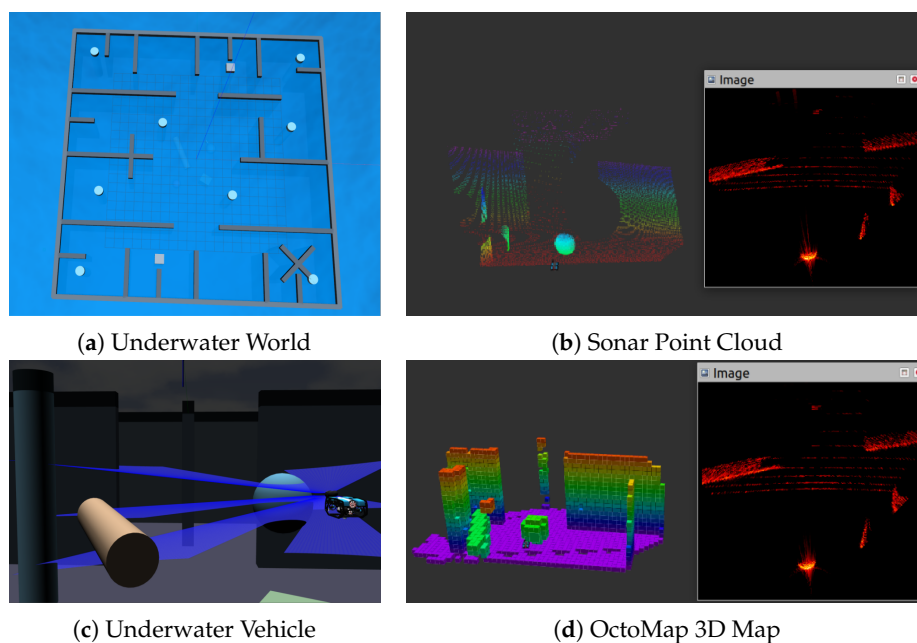 Image
(a) Underwater World
(b) Sonar Point Cloud
Image
(c) Underwater Vehicle
(d) OctoMap 3D Map